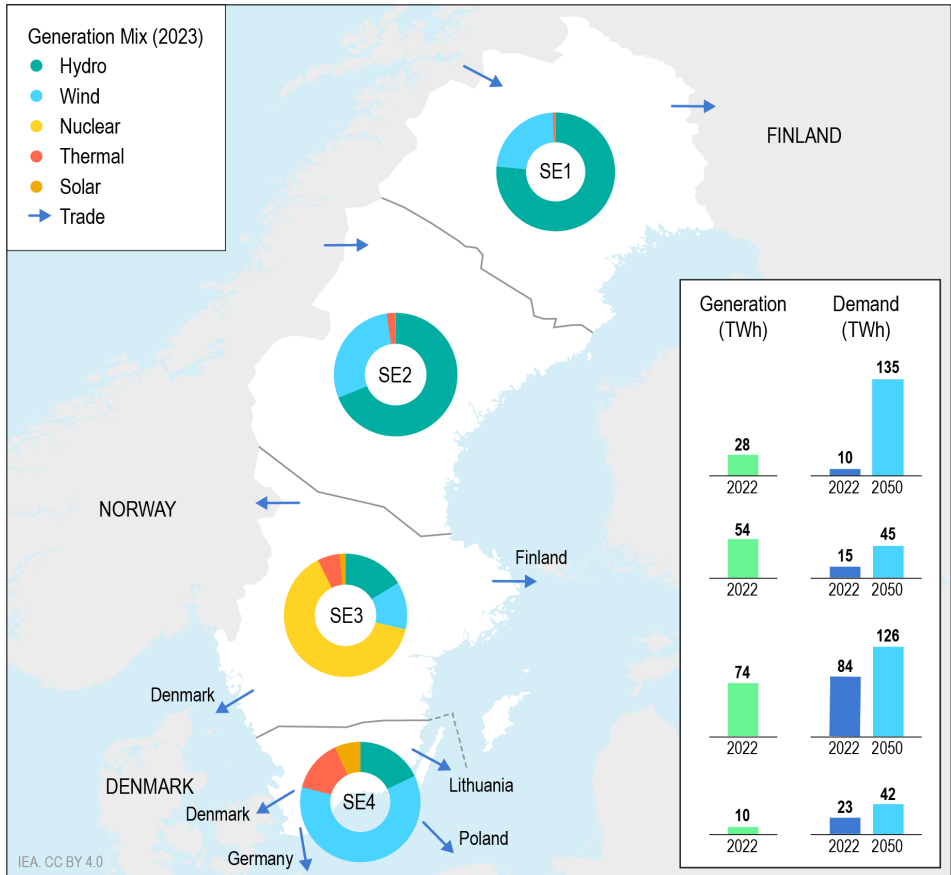 Generation Mix (2023)
Hydro
Wind
Nuclear
Thermal
Solar
Trade
FINLAND
SE1
SE2
NORWAY
Finland
SE3
Denmark
DENMARK
SE4
Lithuania
Denmark
Poland
Germany
IEA. CC BY 4.0
Generation
(TWh)
Demand
(TWh)
135
28
10
2022
2022
2050
54
15
45
2022
2022
2050
126
74
84
2022
2022
2050
42
10
23
2022
2022
2050